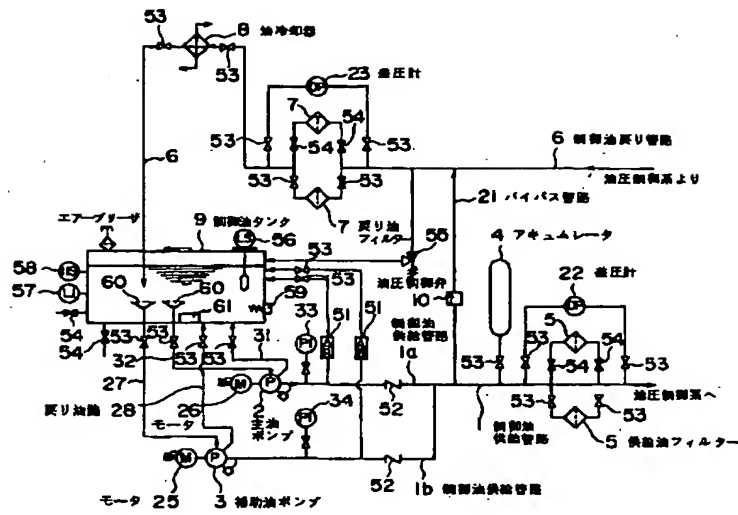 53
8 油冷却器
53
23 差圧計
DP
7
54
53
54
53
6 制御油戻り管路
油圧制御系より
53
53
7 戻り油
フィルタ
21 バイパス管路
6
エアーブリーザ
9 制御油タンク
LS
56
55
油圧制御弁
4 アキュムレータ
22 差圧計
DP
58
LS
57
LI
60
60
61
59
53
53
10
制御油
供給管路
1a
54
53
54
53
53
53
32
31
33
PI
51
51
53
53
5
54
54
53
油圧制御系へ
27
戻り油路
28
M
26
モータ
P
2 主油
ポンプ
34
PI
52
制御油
供給管路
53
53
5 供給油フィルター
M
モータ 25
P
3 補助油ポンプ
52
1b 制御油供給管路